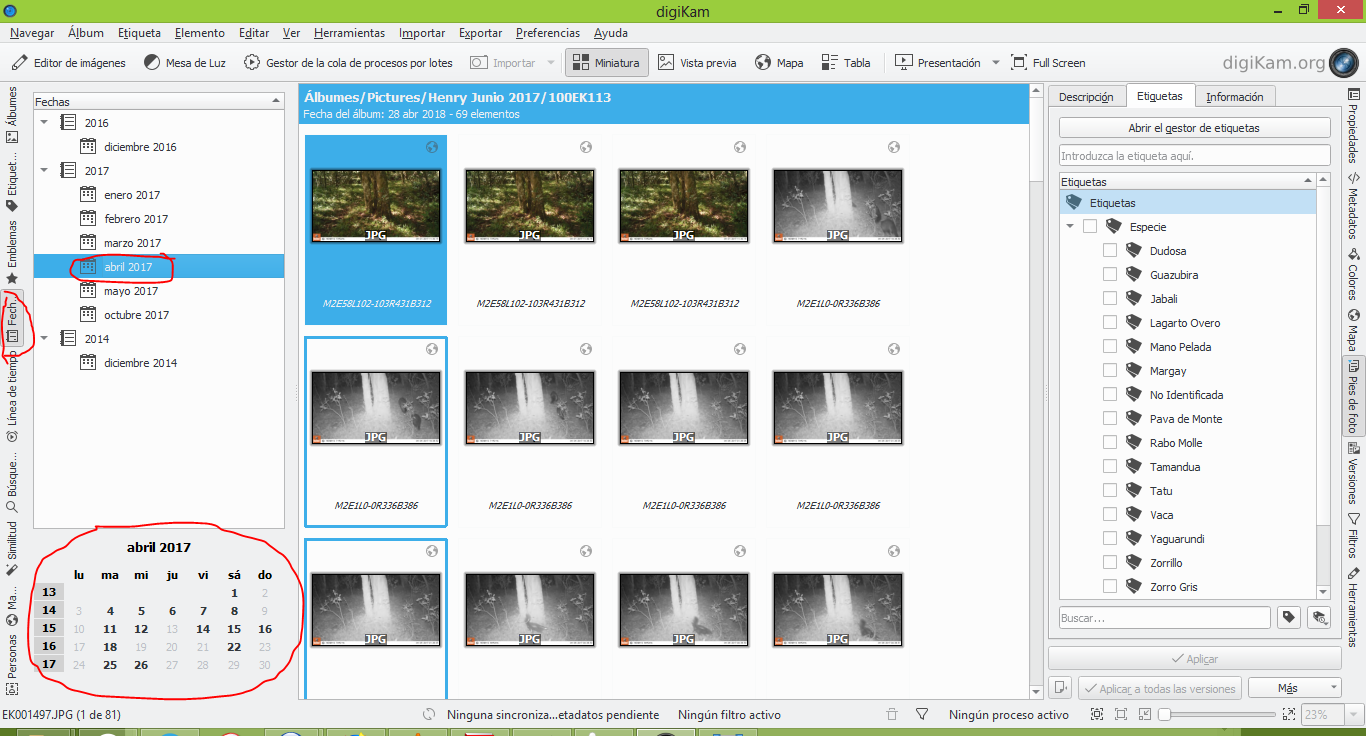 digiKam
Navegar Álbum Etiqueta Elemento Editar Ver Herramientas Importar Exportar Preferencias Ayuda
Editor de imágenes Mesa de Luz Gestor de la cola de procesos por lotes Importar Miniatura Vista previa Mapa Tabla Presentación Full Screen digiKam.org
Álbumes
Etiquet...
Emblemas
Fech...
Línea de tiempo
Búsque...
Similitud
Ma...
Personas
Fechas
2016
diciembre 2016
2017
enero 2017
febrero 2017
marzo 2017
abril 2017
mayo 2017
octubre 2017
2014
diciembre 2014
abril 2017
lu ma mi ju vi sá do
13 1 2
14 3 4 5 6 7 8 9
15 10 11 12 13 14 15 16
16 17 18 19 20 21 22 23
17 24 25 26 27 28 29 30
Álbumes/Pictures/Henry Junio 2017/100EK113
Fecha del álbum: 28 abr 2018 - 69 elementos
JPG JPG JPG JPG
M2E58L102-103R431B312 M2E58L102-103R431B312 M2E58L102-103R431B312 M2E1L0-0R336B386
JPG JPG JPG JPG
M2E1L0-0R336B386 M2E1L0-0R336B386 M2E1L0-0R336B386 M2E1L0-0R336B386
JPG JPG JPG JPG
Descripción Etiquetas Información
Abrir el gestor de etiquetas
Introduzca la etiqueta aquí.
Etiquetas
Etiquetas
Especie
Dudosa
Guazubira
Jabali
Lagarto Overo
Mano Pelada
Margay
No Identificada
Pava de Monte
Rabo Molle
Tamandua
Tatu
Vaca
Yaguarundi
Zorrillo
Zorro Gris
Buscar...
Aplicar
Aplicar a todas las versiones Más
Propiedades
Metadatos
Colores
Mapa
Pies de foto
Versiones
Filtros
Herramientas
EK001497.JPG (1 de 81) Ninguna sincroniza...etadatos pendiente Ningún filtro activo Ningún proceso activo 23%